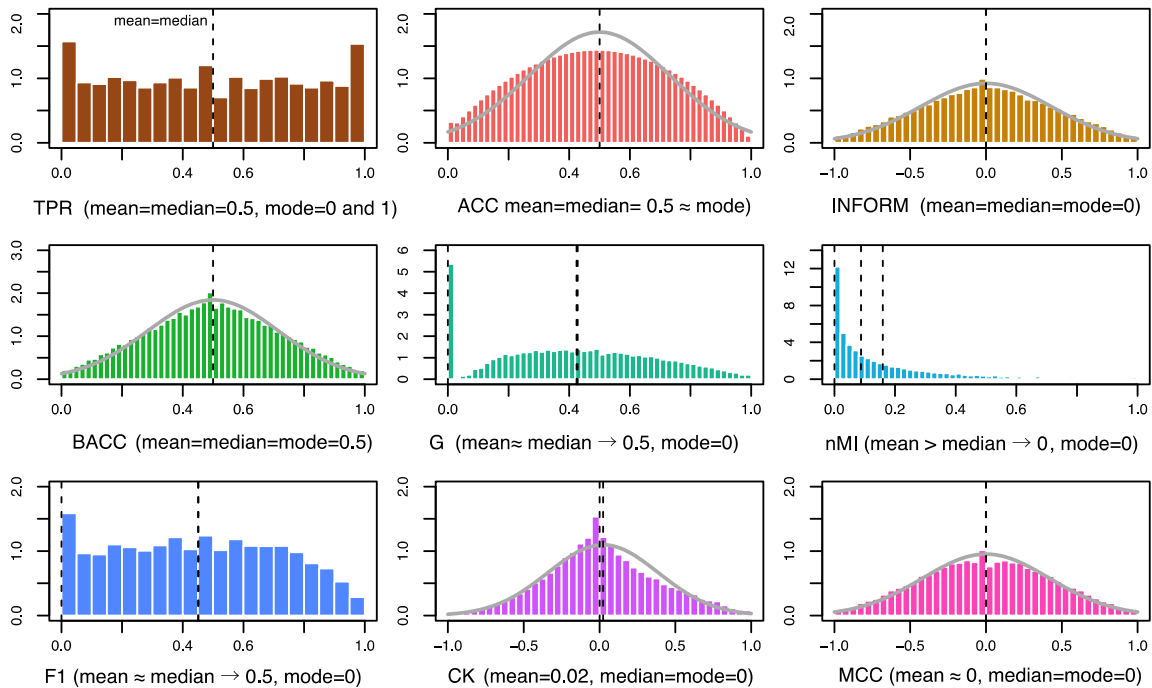 2.0
1.0
0.0
mean=median
0.0 0.4 0.6 1.0
TPR (mean=median=0.5, mode=0 and 1)
2.0
1.0
0.0
0.0 0.4 0.6 1.0
ACC mean=median= 0.5 ≈ mode)
2.0
1.0
0.0
−1.0 −0.5 0.0 0.5 1.0
INFORM (mean=median=mode=0)
3.0
2.0
1.0
0.0
0.0 0.4 0.6 1.0
BACC (mean=median=mode=0.5)
6
5
4
3
2
1
0
0.0 0.4 0.6 1.0
G (mean≈ median → 0.5, mode=0)
12
8
4
0
0.0 0.2 0.6 0.8
nMI (mean > median → 0, mode=0)
2.0
1.0
0.0
0.0 0.4 0.6 1.0
F1 (mean ≈ median → 0.5, mode=0)
2.0
1.0
0.0
−1.0 −0.5 0.0 0.5 1.0
CK (mean=0.02, median=mode=0)
2.0
1.0
0.0
−1.0 −0.5 0.0 0.5 1.0
MCC (mean ≈ 0, median=mode=0)